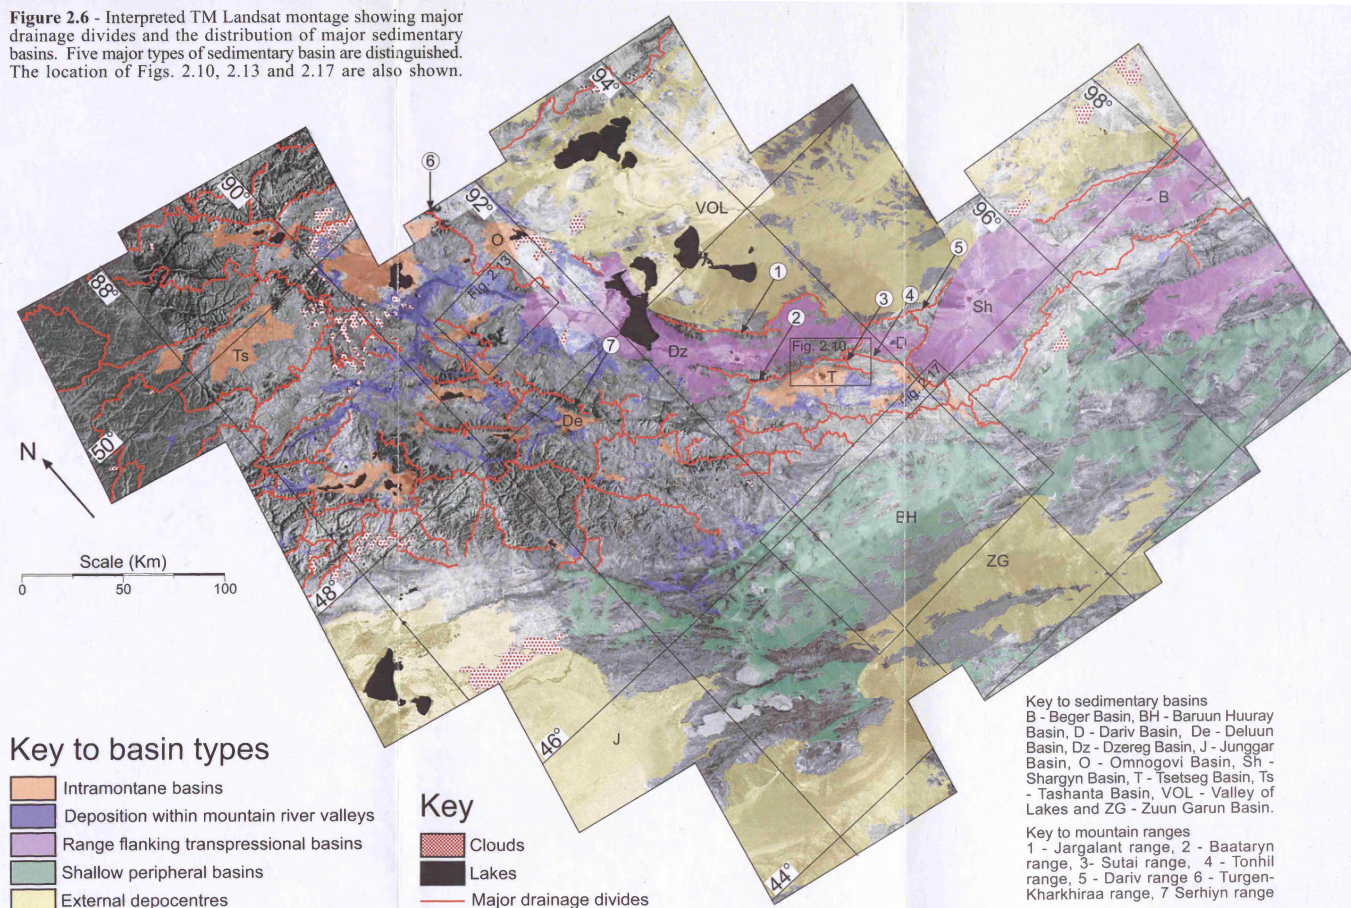 Figure 2.6 - Interpreted TM Landsat montage showing major
drainage divides and the distribution of major sedimentary
basins. Five major types of sedimentary basin are distinguished.
The location of Figs. 2.10, 2.13 and 2.17 are also shown.
94°
98°
90°
6
92°
96°
B
VOL
O
5
88°
Fig. 2.13
1
3
4
Sh
2
7
Ts
Dz
Fig. 2.10
D
T
Fig. 2.17
De
50°
N
BH
ZG
Scale (Km)
0
50
100
48°
46°
J
44°
Key to basin types
Intramontane basins
Deposition within mountain river valleys
Range flanking transpressional basins
Shallow peripheral basins
External depocentres
Key
Clouds
Lakes
Major drainage divides
Key to sedimentary basins
B - Beger Basin, BH - Baruun Huuray
Basin, D - Dariv Basin, De - Deluun
Basin, Dz - Dzereg Basin, J - Junggar
Basin, O - Omnogovi Basin, Sh -
Shargyn Basin, T - Tsetseg Basin, Ts
- Tashanta Basin, VOL - Valley of
Lakes and ZG - Zuun Garun Basin.
Key to mountain ranges
1 - Jargalant range, 2 - Baataryn
range, 3- Sutai range, 4 - Tonhil
range, 5 - Dariv range 6 - Turgen-
Kharkhiraa range, 7 Serhiyn range